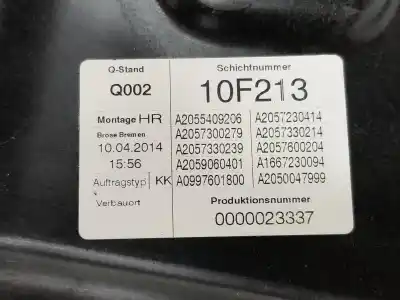 Q-Stand Schichtnummer
Q002 10F213
Montage HR A2055409206 A2057230414
Brose Bremen A2057300279 A2057330214
10.04.2014 A2057330239 A2057600204
15:56 A2059060401 A1667230094
Auftragstyp KK A0997601800 A2050047999
Verbauort Produktionsnummer
0000023337